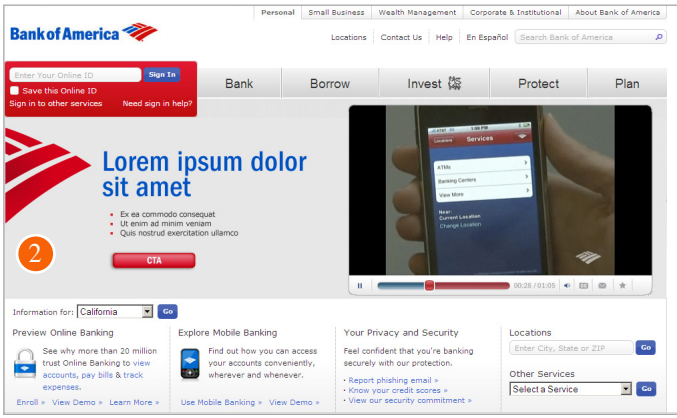 Personal Small Business Wealth Management Corporate & Institutional About Bank of America
Bank of America
Locations Contact Us Help En Español Search Bank of America
Enter Your Online ID Sign In
Save this Online ID
Sign in to other services Need sign in help?
Bank Borrow Invest Protect Plan
Lorem ipsum dolor
sit amet
Ex ea commodo consequat
Ut enim ad minim veniam
Quis nostrud exercitation ullamco
2
CTA
AT&T 3G 1:08 PM
Locations Services
ATMs
Banking Centers
View More
Near:
Current Location
Change Location
00:26 / 01:05
Information for: California Go
Preview Online Banking
See why more than 20 million
trust Online Banking to view
accounts, pay bills & track
expenses.
Enroll » View Demo » Learn More »
Explore Mobile Banking
Find out how you can access
your accounts conveniently,
wherever and whenever.
Use Mobile Banking » View Demo »
Your Privacy and Security
Feel confident that you're banking
securely with our protection.
· Report phishing email »
· Know your credit scores »
· View our security commitment »
Locations
Enter City, State or ZIP Go
Other Services
Select a Service Go